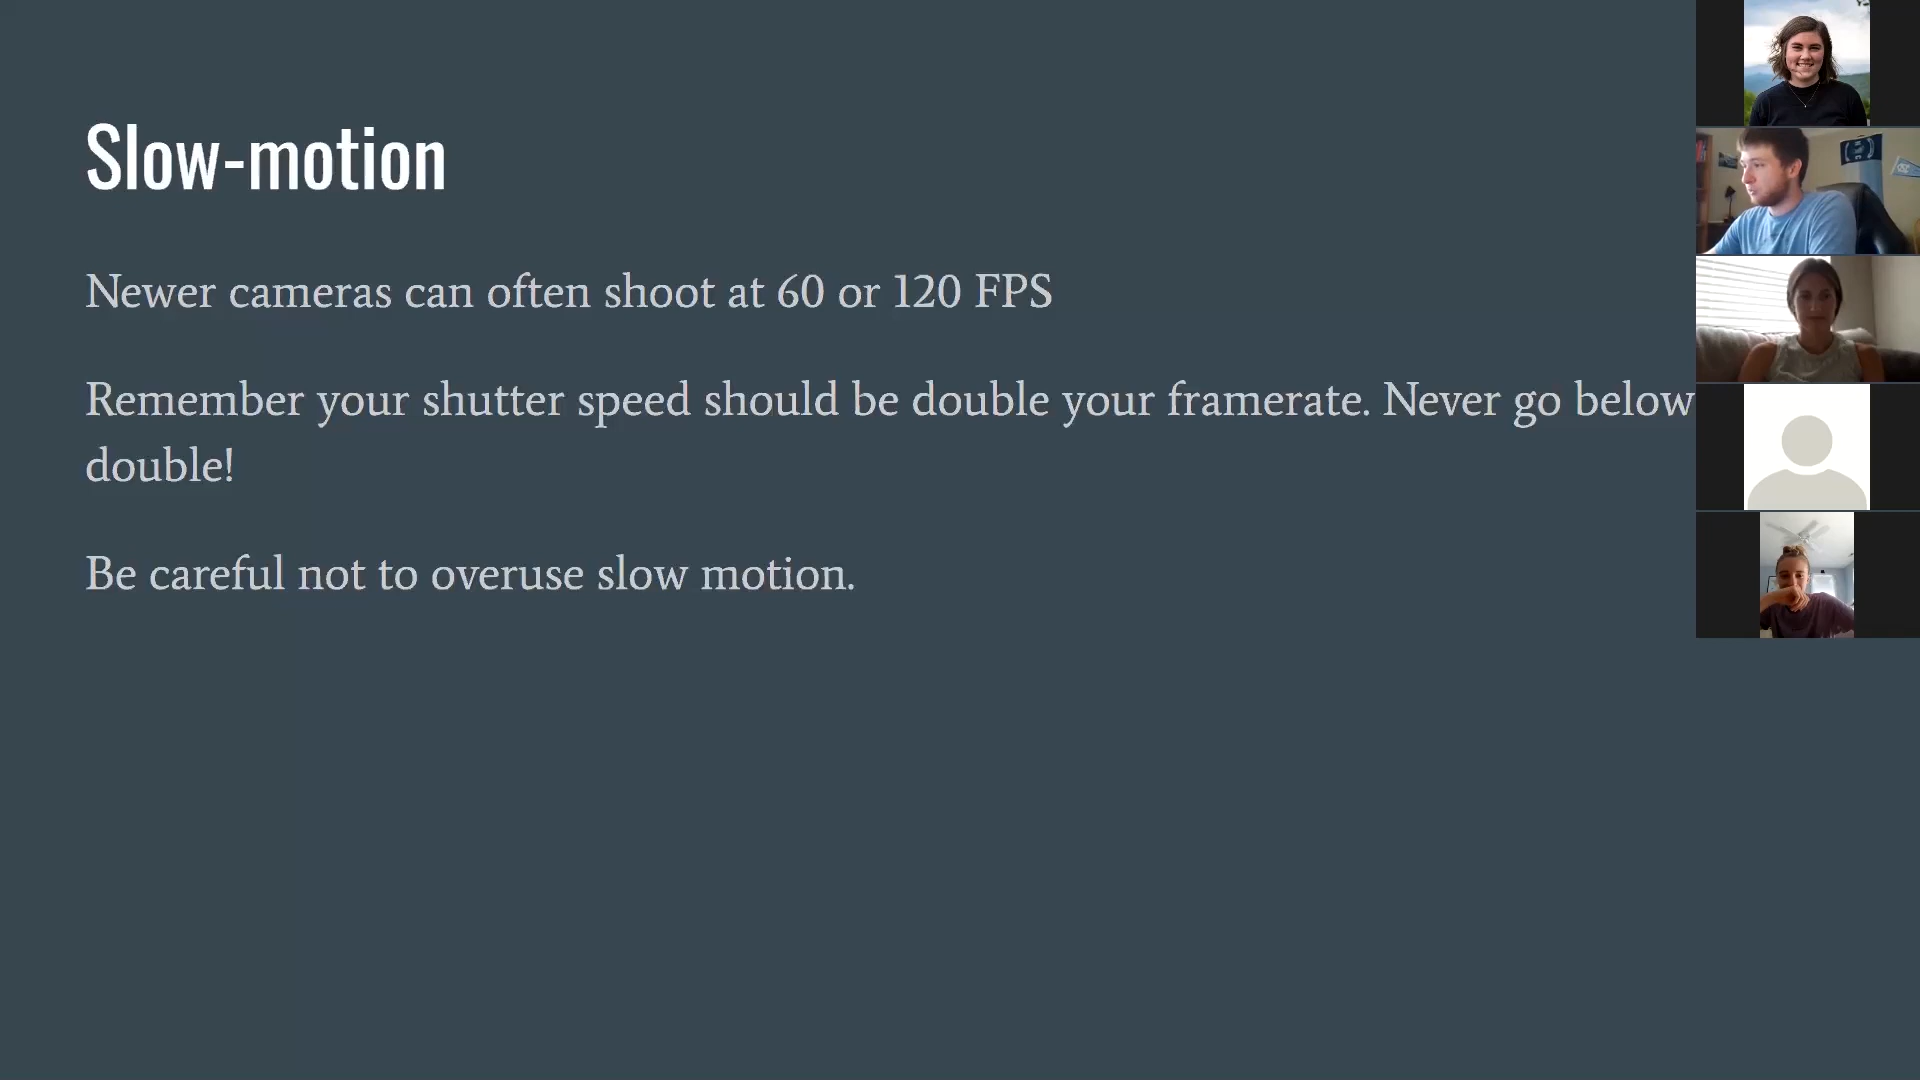 Slow-motion
Newer cameras can often shoot at 60 or 120 FPS
Remember your shutter speed should be double your framerate. Never go below
double!
Be careful not to overuse slow motion.